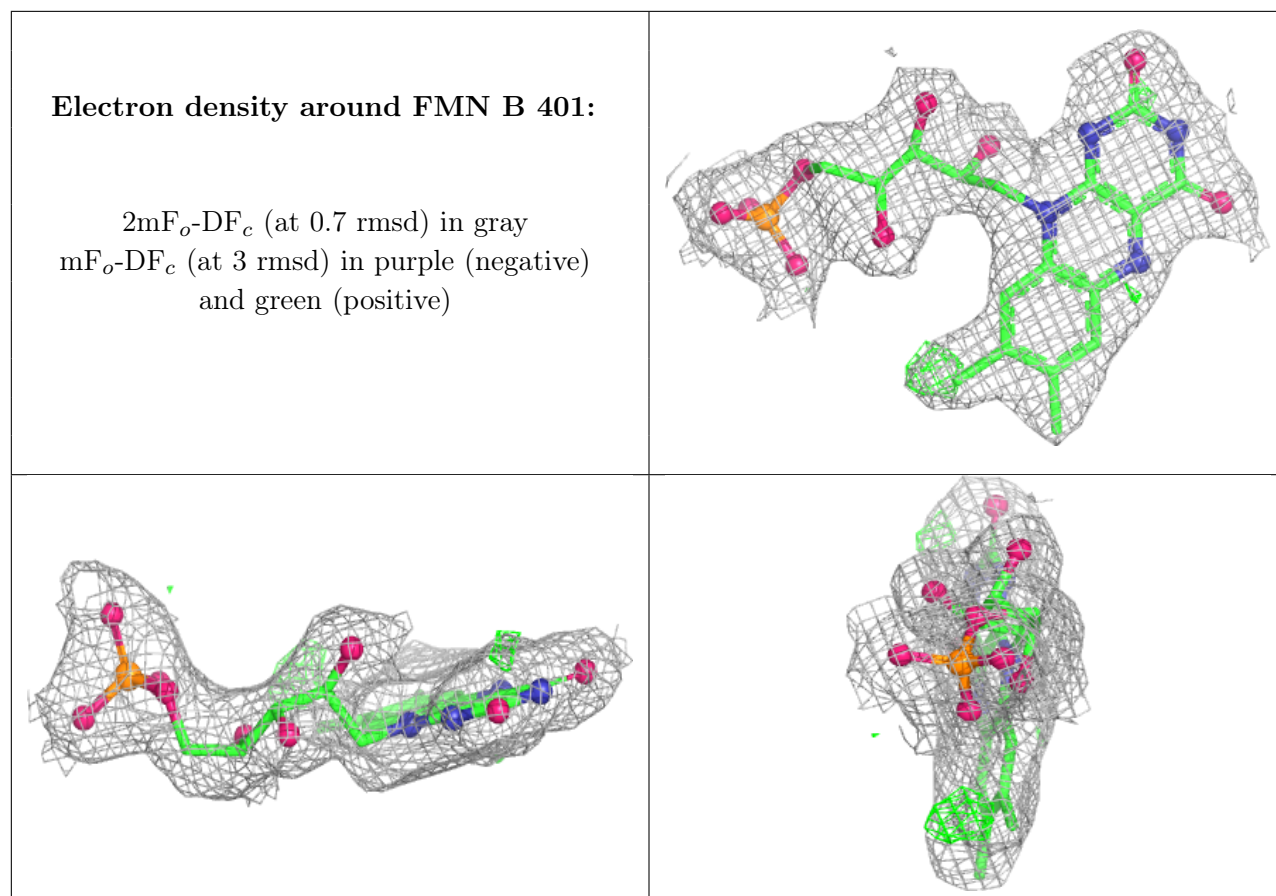 Electron density around FMN B 401:
2mFo-DFc (at 0.7 rmsd) in gray
mFo-DFc (at 3 rmsd) in purple (negative)
and green (positive)